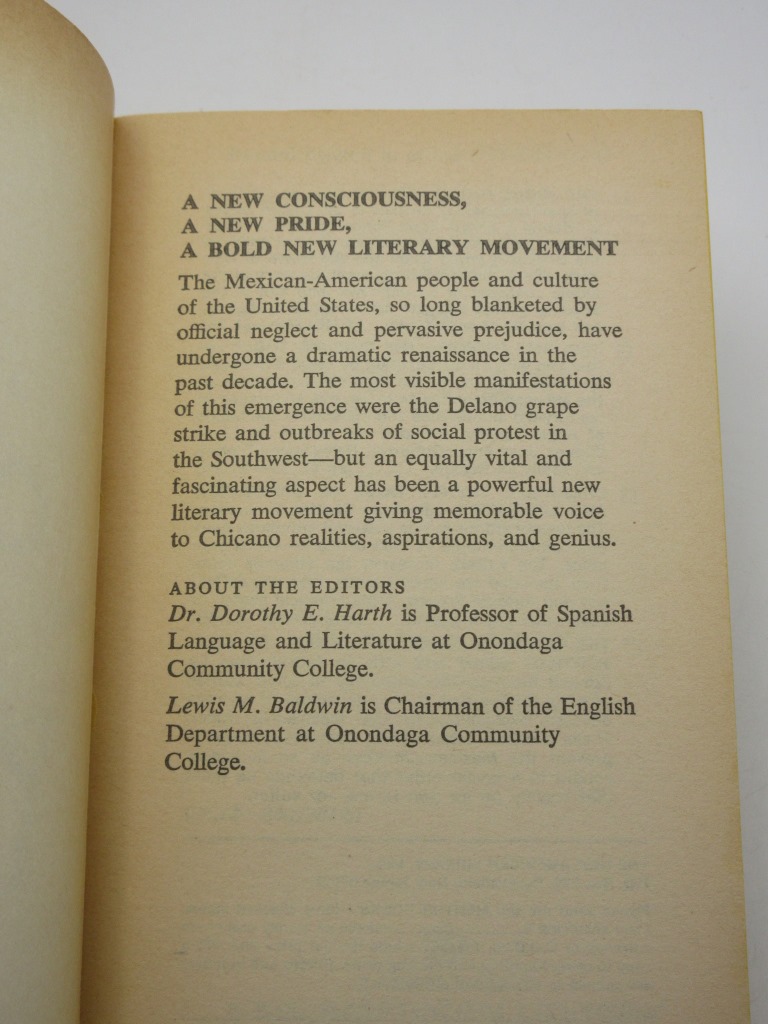 A NEW CONSCIOUSNESS,
A NEW PRIDE,
A BOLD NEW LITERARY MOVEMENT
The Mexican-American people and culture
of the United States, so long blanketed by
official neglect and pervasive prejudice, have
undergone a dramatic renaissance in the
past decade. The most visible manifestations
of this emergence were the Delano grape
strike and outbreaks of social protest in
the Southwest—but an equally vital and
fascinating aspect has been a powerful new
literary movement giving memorable voice
to Chicano realities, aspirations, and genius.
ABOUT THE EDITORS
Dr. Dorothy E. Harth is Professor of Spanish
Language and Literature at Onondaga
Community College.
Lewis M. Baldwin is Chairman of the English
Department at Onondaga Community
College.